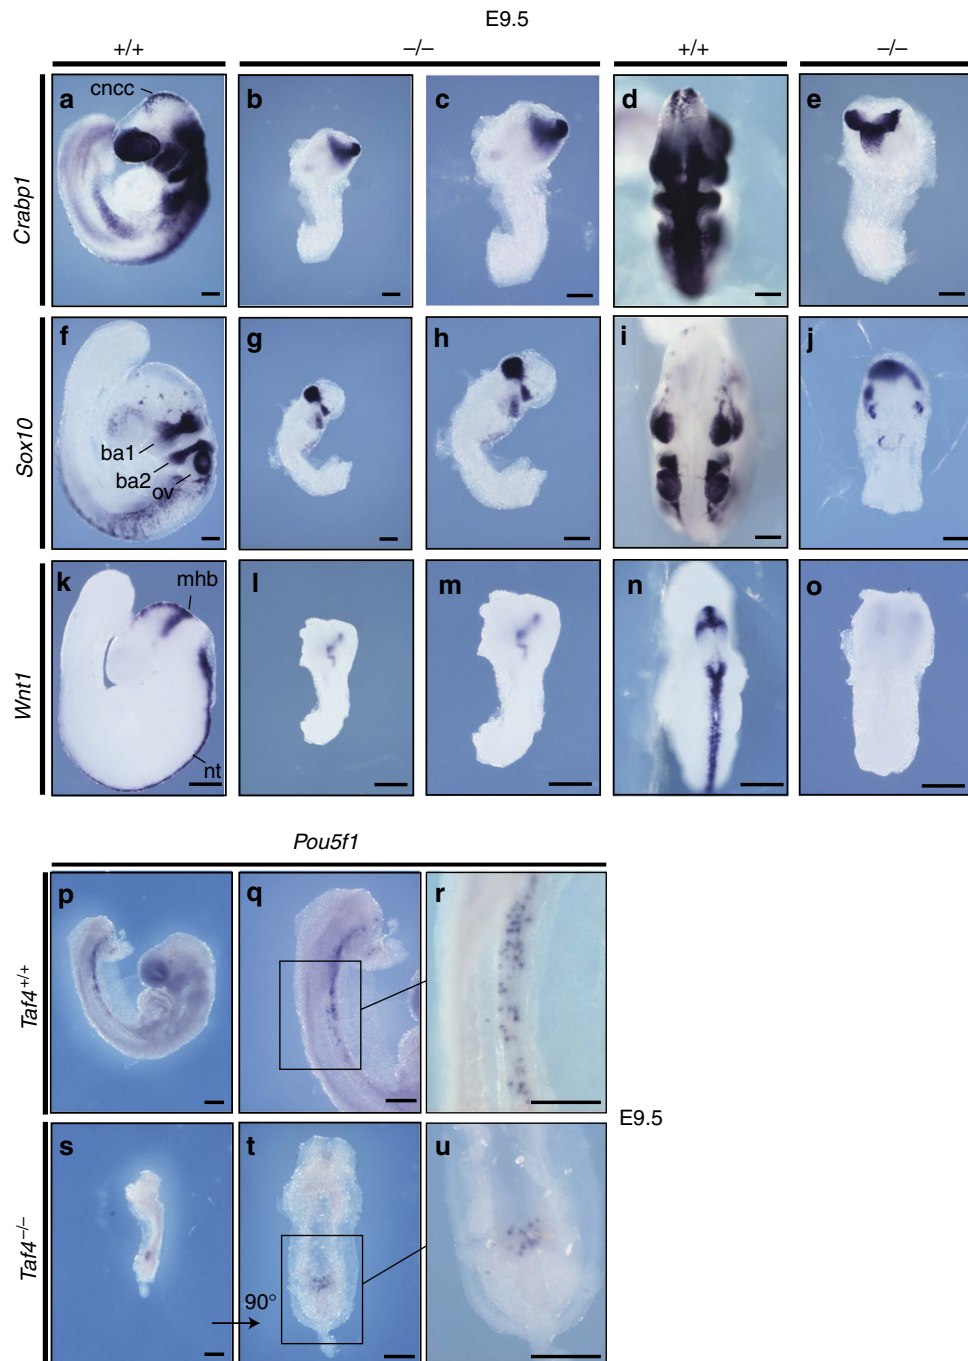 E9.5
+/+
–/–
+/+
–/–
Crabp1
a
cncc
b
c
d
e
Sox10
f
ba1
ba2
ov
g
h
i
j
Wnt1
k
mhb
nt
l
m
n
o
Pou5f1
Taf4+/+
p
q
r
E9.5
Taf4–/–
s
90°
t
u